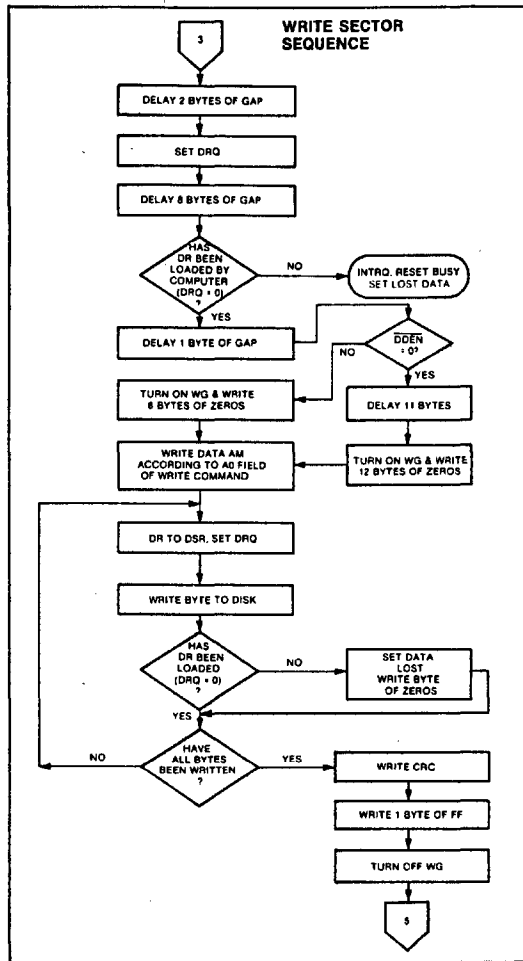 WRITE SECTOR
SEQUENCE
3
DELAY 2 BYTES OF GAP
SET DRQ
DELAY 8 BYTES OF GAP
HAS
DR BEEN
LOADED BY
COMPUTER
(DRQ = 0)
?
NO
INTRQ. RESET BUSY
SET LOST DATA
YES
DELAY 1 BYTE OF GAP
DDEN
= 0?
NO
YES
TURN ON WG & WRITE
6 BYTES OF ZEROS
DELAY 11 BYTES
WRITE DATA AM
ACCORDING TO A0 FIELD
OF WRITE COMMAND
TURN ON WG & WRITE
12 BYTES OF ZEROS
DR TO DSR, SET DRQ
WRITE BYTE TO DISK
HAS
DR BEEN
LOADED
(DRQ = 0)
?
NO
SET DATA
LOST
WRITE BYTE
OF ZEROS
YES
HAVE
ALL BYTES
BEEN WRITTEN
?
NO
YES
WRITE CRC
WRITE 1 BYTE OF FF
TURN OFF WG
5